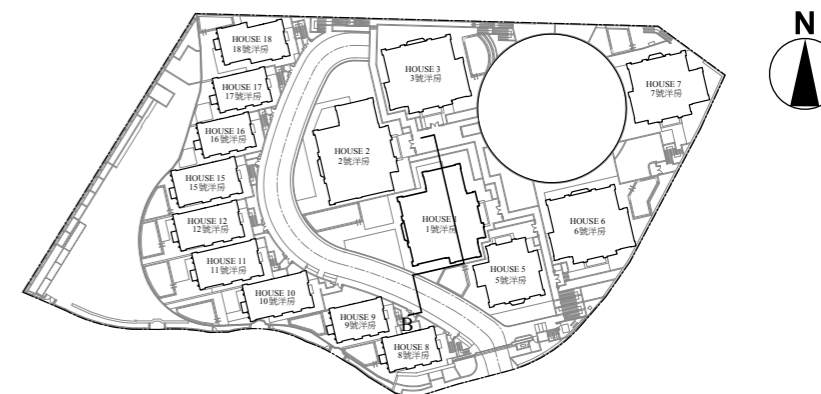 N
HOUSE 18
18號洋房
HOUSE 17
17號洋房
HOUSE 16
16號洋房
HOUSE 15
15號洋房
HOUSE 12
12號洋房
HOUSE 11
11號洋房
HOUSE 10
10號洋房
HOUSE 9
9號洋房
B
HOUSE 8
8號洋房
HOUSE 3
3號洋房
HOUSE 2
2號洋房
HOUSE 1
1號洋房
HOUSE 5
5號洋房
HOUSE 6
6號洋房
HOUSE 7
7號洋房